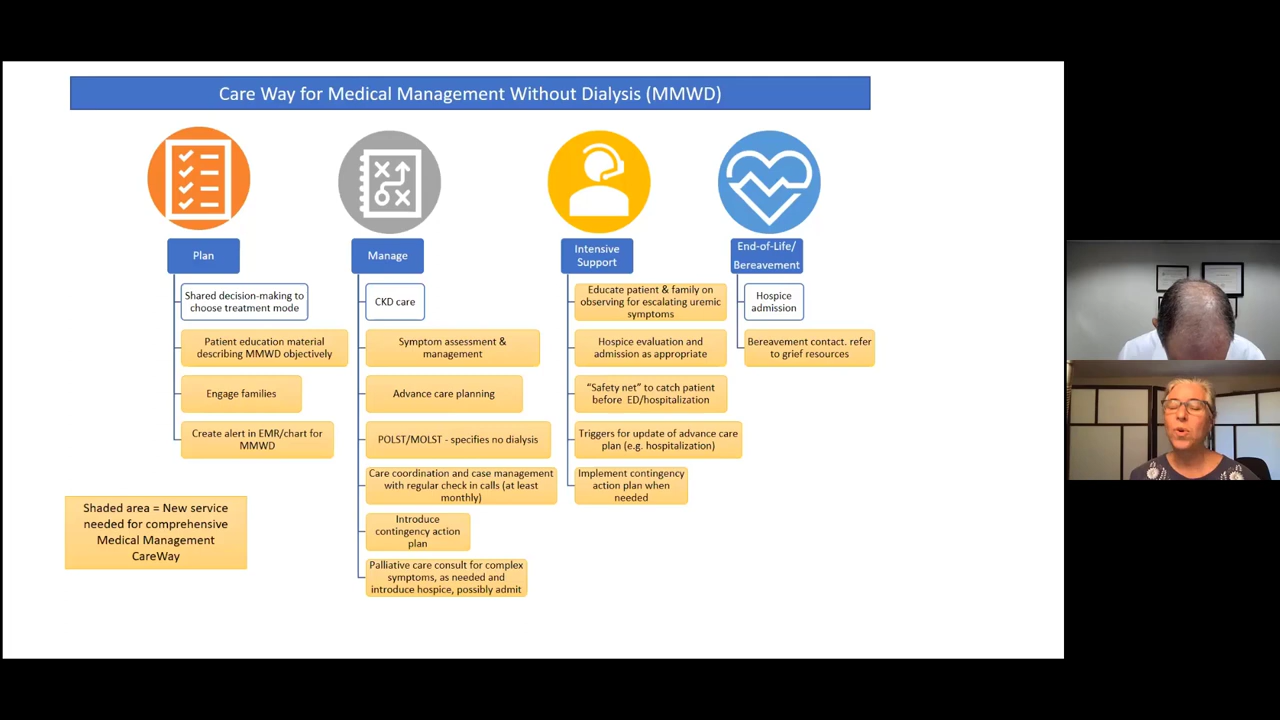 Care Way for Medical Management Without Dialysis (MMWD)
Plan
Shared decision-making to
choose treatment mode
Patient education material
describing MMWD objectively
Engage families
Create alert in EMR/chart for
MMWD
Manage
CKD care
Symptom assessment &
management
Advance care planning
POLST/MOLST - specifies no dialysis
Care coordination and case management
with regular check in calls (at least
monthly)
Introduce
contingency action
plan
Palliative care consult for complex
symptoms, as needed and
introduce hospice, possibly admit
Intensive
Support
Educate patient & family on
observing for escalating uremic
symptoms
Hospice evaluation and
admission as appropriate
“Safety net” to catch patient
before ED/hospitalization
Triggers for update of advance care
plan (e.g. hospitalization)
Implement contingency
action plan when
needed
End-of-Life/
Bereavement
Hospice
admission
Bereavement contact. refer
to grief resources
Shaded area = New service
needed for comprehensive
Medical Management
CareWay